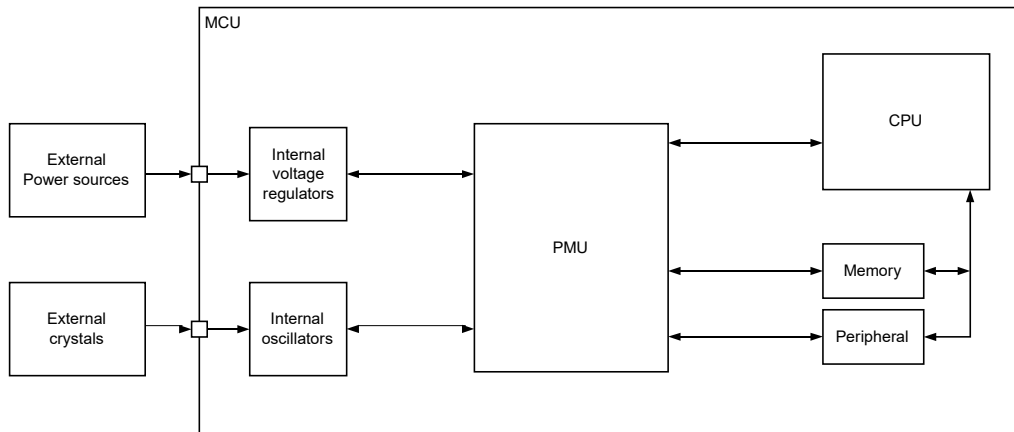 MCU
CPU
External
Power sources
Internal
voltage
regulators
PMU
Memory
External
crystals
Internal
oscillators
Peripheral